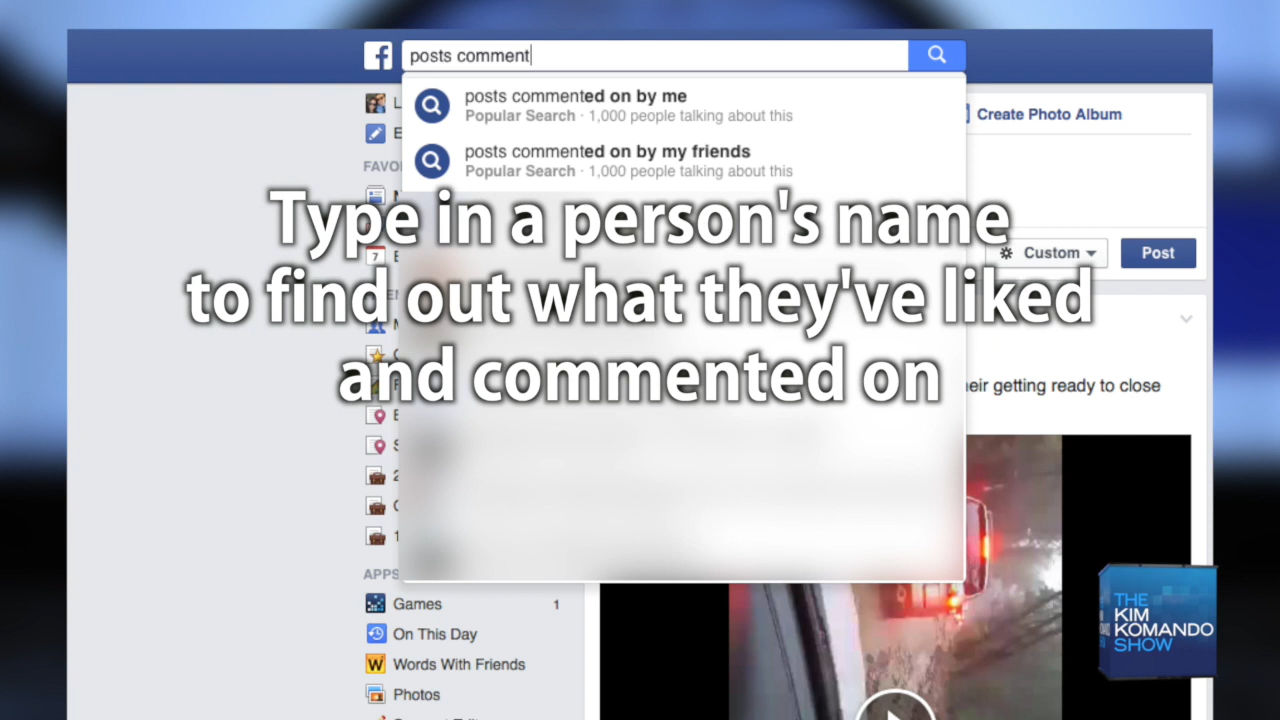 posts comment
posts commented on by me
Popular Search · 1,000 people talking about this
posts commented on by my friends
Popular Search · 1,000 people talking about this
Create Photo Album
Type in a person's name
to find out what they've liked
and commented on
7
Custom
Post
getting ready to close
APPS
Games 1
On This Day
Words With Friends
W
Photos
THE
KIM
KOMANDO
SHOW